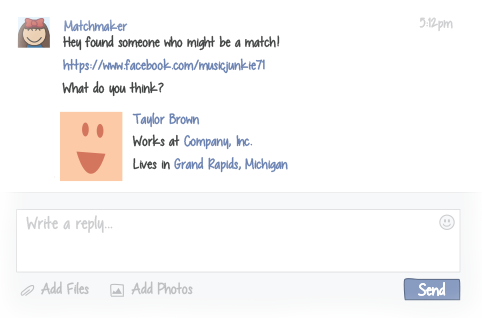 Matchmaker 5:12pm
Hey found someone who might be a match!
https://www.facebook.com/musicjunkie71
What do you think?
Taylor Brown
Works at Company, Inc.
Lives in Grand Rapids, Michigan
Write a reply...
Add Files Add Photos Send